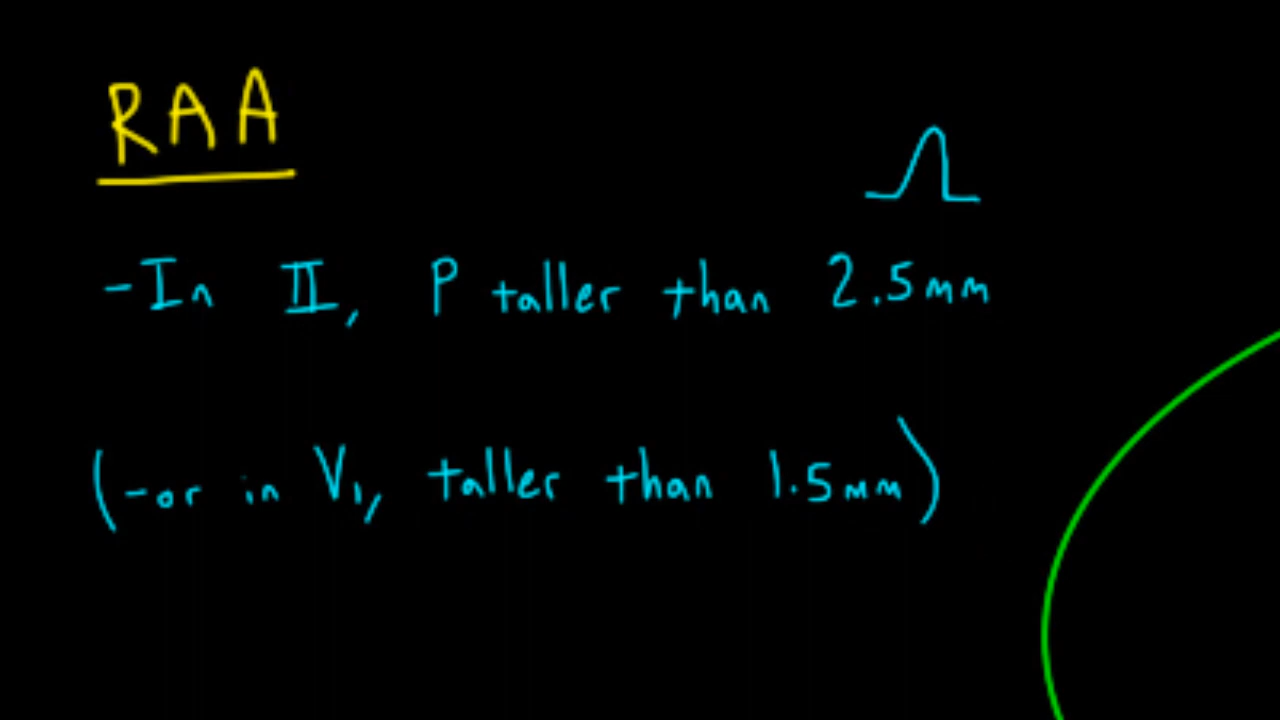 RAA
-In II, P taller than 2.5mm
(-or in V1, taller than 1.5mm)